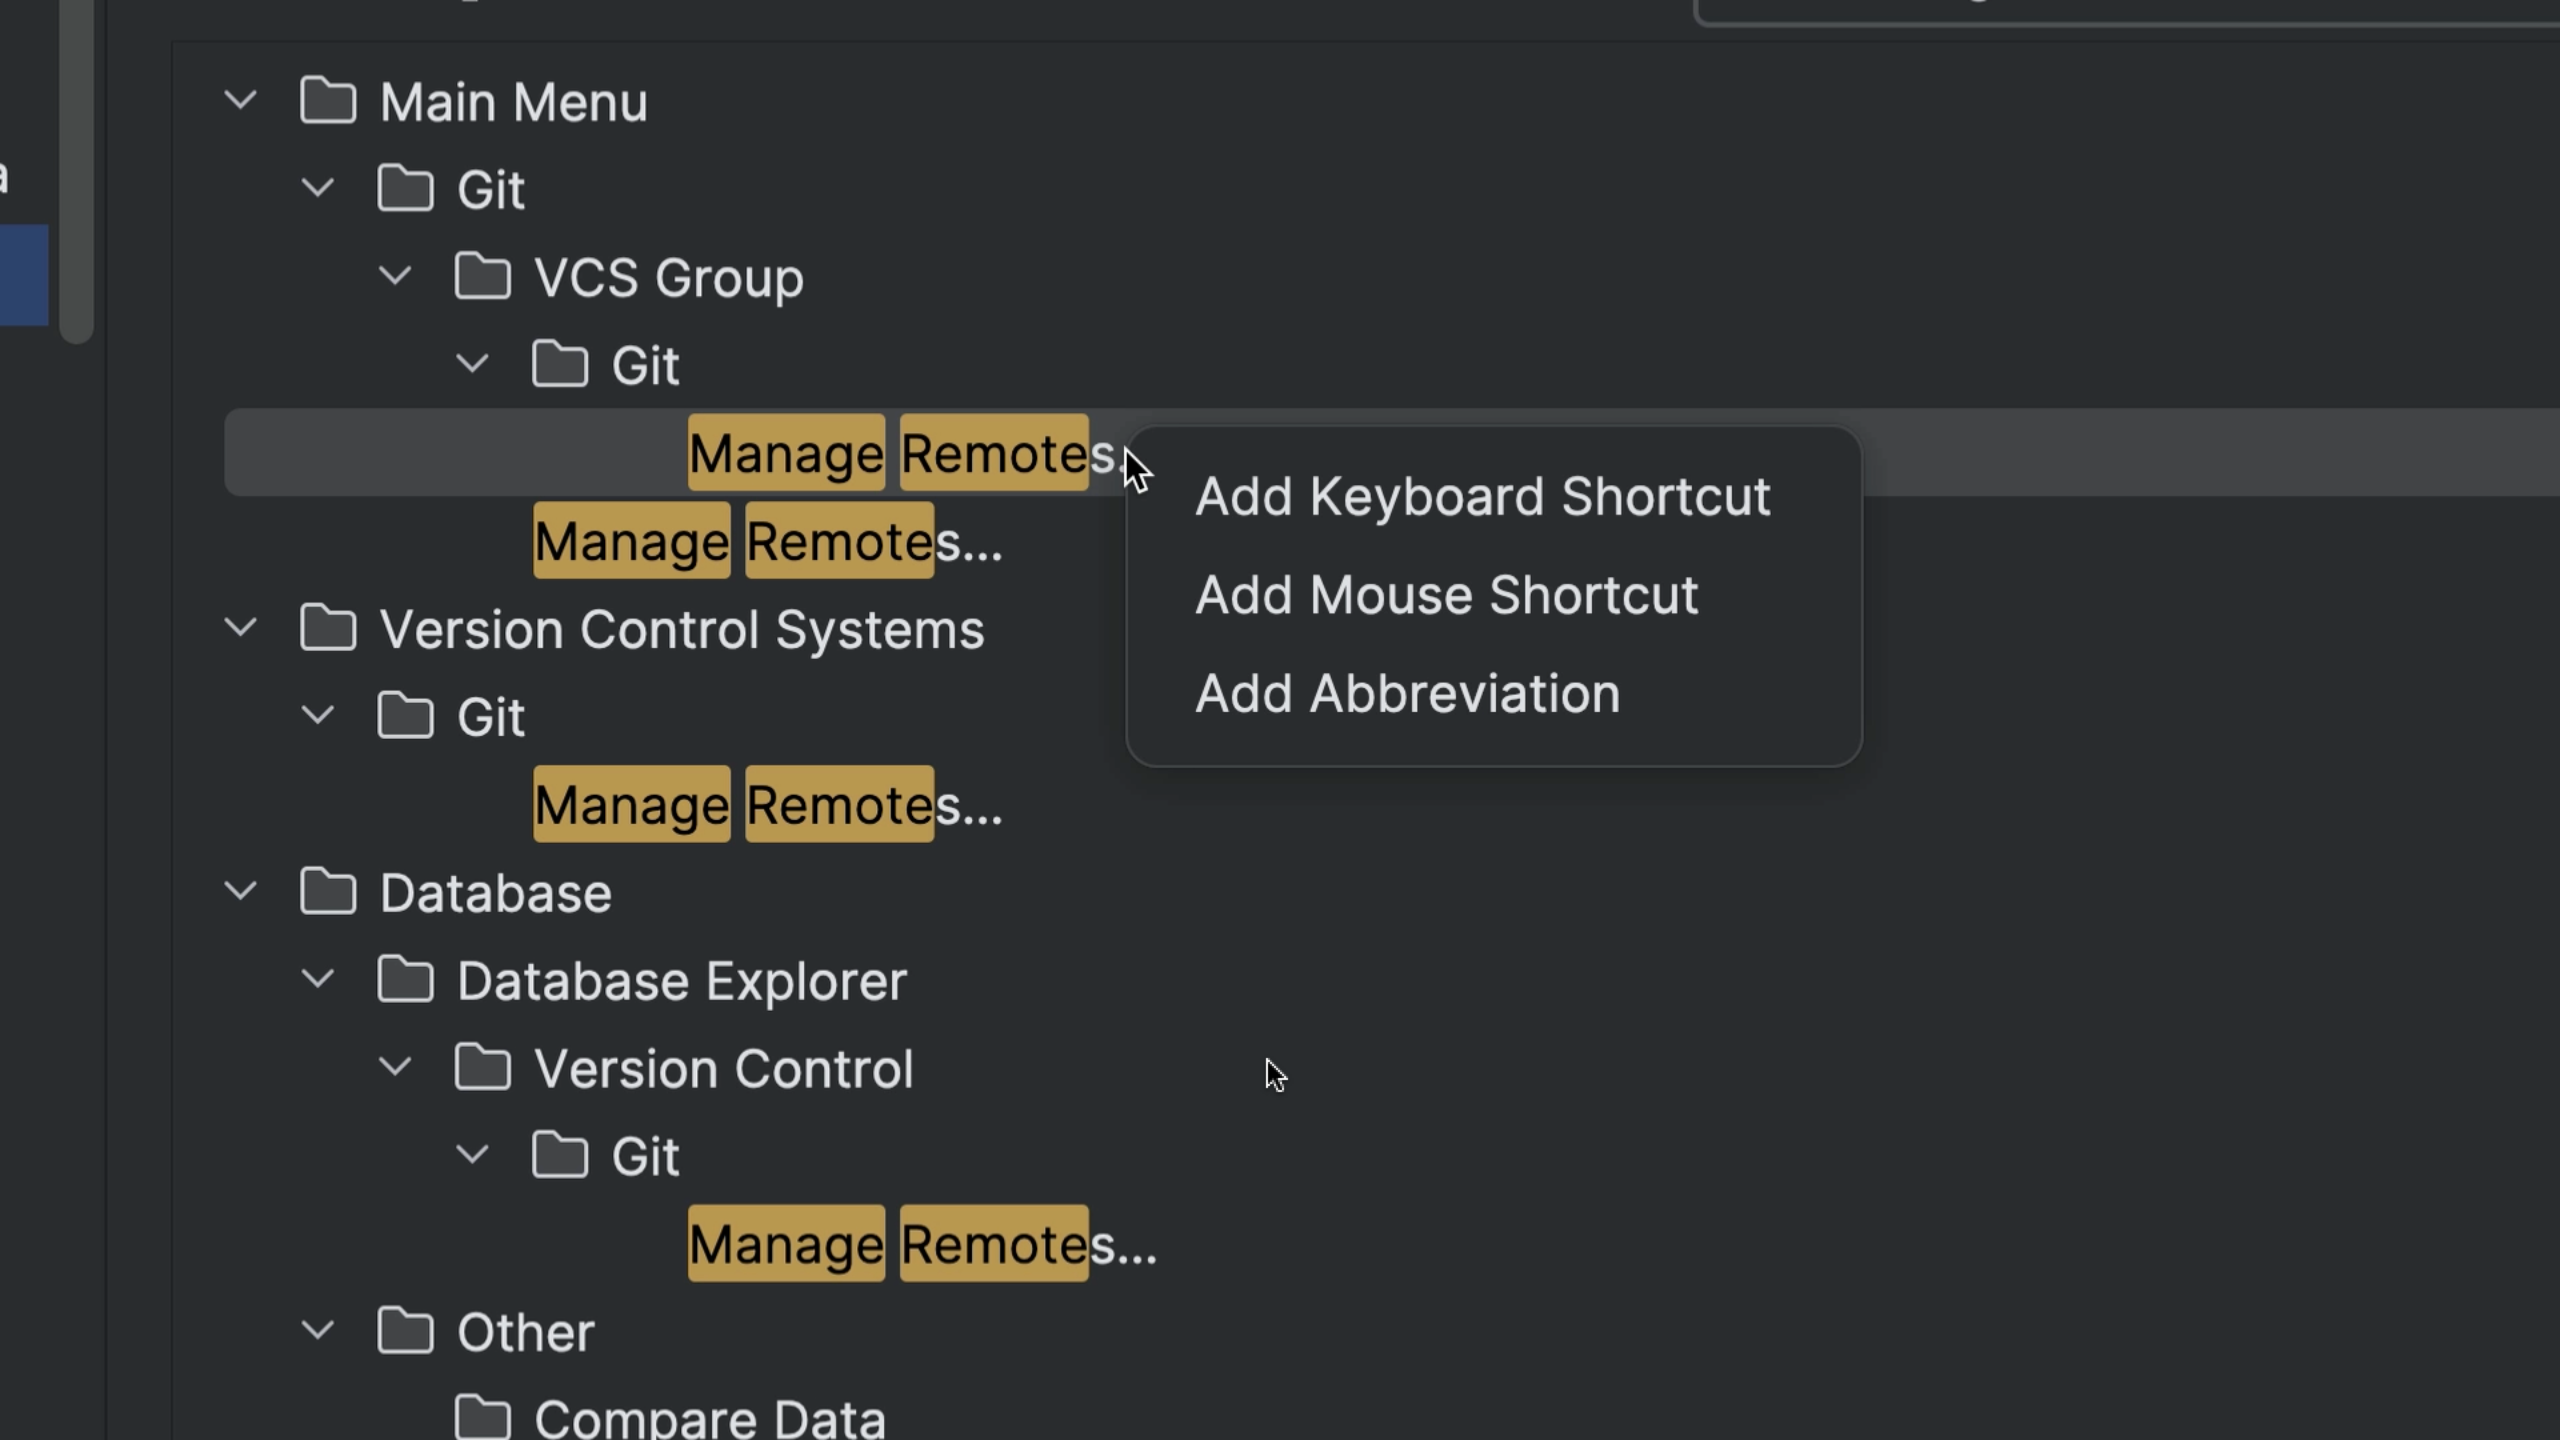 Main Menu
Git
VCS Group
Git
Manage Remotes.
Add Keyboard Shortcut
Manage Remotes...
Add Mouse Shortcut
Version Control Systems
Add Abbreviation
Git
Manage Remotes...
Database
Database Explorer
Version Control
Git
Manage Remotes...
Other
Compare Data